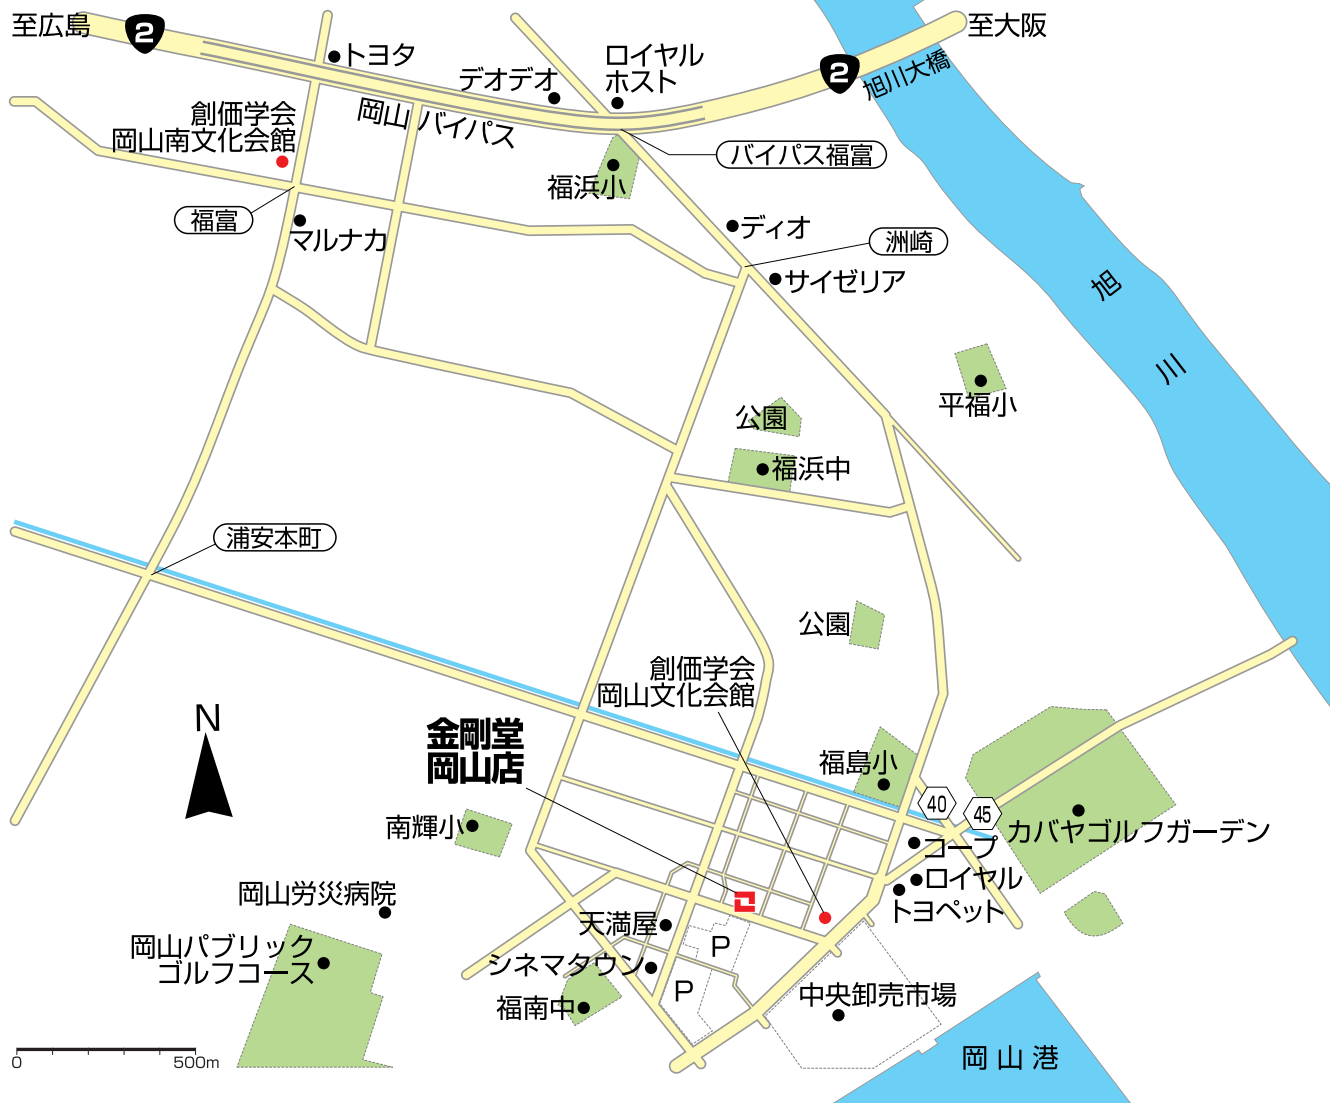 至広島
2
トヨタ
デオデオ
ロイヤル
ホスト
2
至大阪
旭川大橋
創価学会
岡山南文化会館
岡山 バイパス
バイパス福富
福浜小
福富
マルナカ
ディオ
洲崎
サイゼリア
旭
川
平福小
公園
福浜中
浦安本町
公園
創価学会
岡山文化会館
N
金剛堂
岡山店
福島小
40
45
南輝小
カバヤゴルフガーデン
コープ
ロイヤル
トヨペット
岡山労災病院
天満屋
P
岡山パブリック
ゴルフコース
シネマタウン
P
福南中
中央卸売市場
岡山港
0
500m